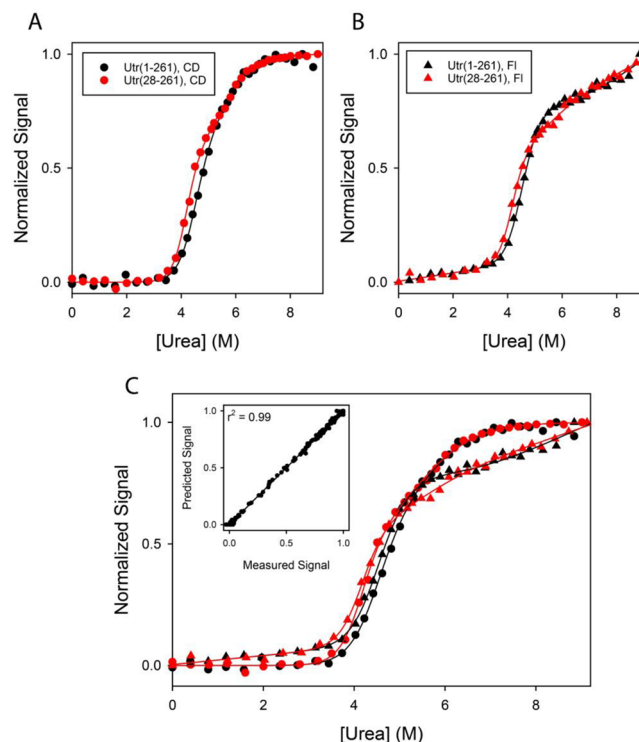 A
B
Utr(1-261), CD
Utr(28-261), CD
Utr(1-261), Fl
Utr(28-261), Fl
Normalized Signal
1.0
0.5
0.0
0 2 4 6 8
[Urea] (M)
Normalized Signal
1.0
0.5
0.0
0 2 4 6 8
[Urea] (M)
C
r² = 0.99
Predicted Signal
1.0
0.5
0.0
0.0 0.5 1.0
Measured Signal
Normalized Signal
1.0
0.5
0.0
0 2 4 6 8
[Urea] (M)